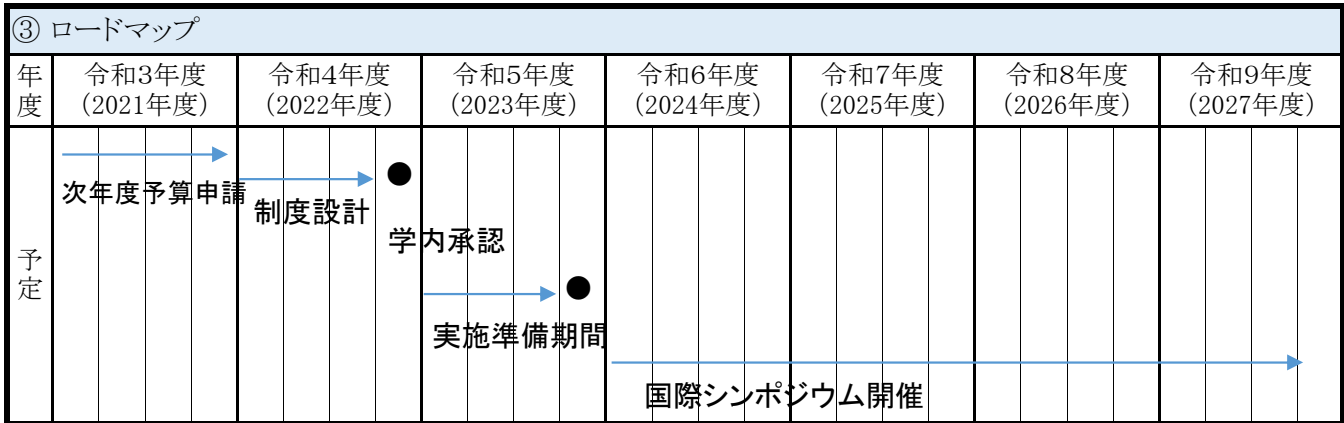 ③ ロードマップ
年度
令和3年度
(2021年度)
令和4年度
(2022年度)
令和5年度
(2023年度)
令和6年度
(2024年度)
令和7年度
(2025年度)
令和8年度
(2026年度)
令和9年度
(2027年度)
予定
次年度予算申請
制度設計
学内承認
実施準備期間
国際シンポジウム開催